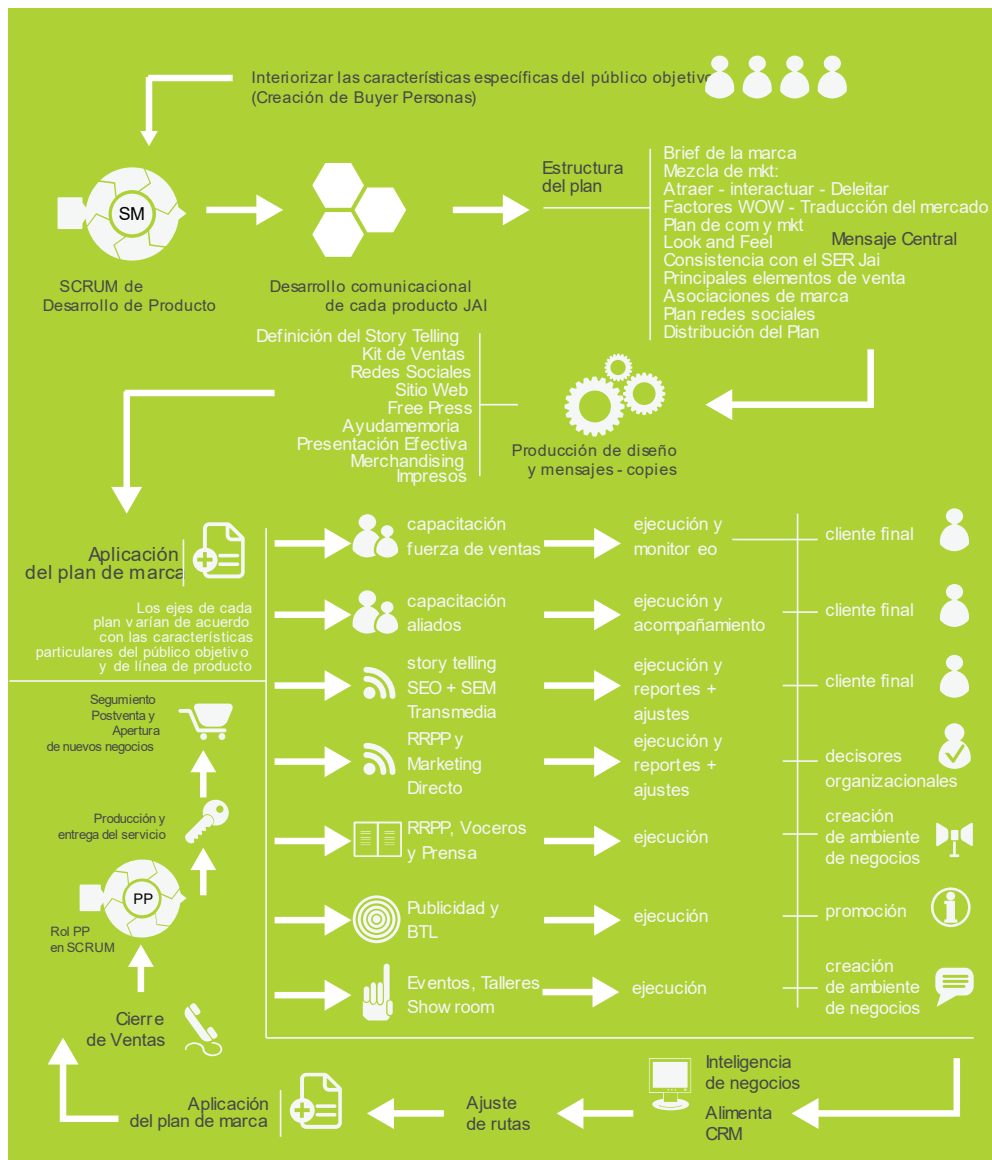 Interiorizar las características específicas del público objetivo
(Creación de Buyer Personas)
SM
SCRUM de
Desarrollo de Producto
Desarrollo comunicacional
de cada producto JAI
Estructura
del plan
Brief de la marca
Mezcla de mkt:
Atraer - interactuar - Deleitar
Factores WOW - Traducción del mercado
Plan de com y mkt
Look and Feel
Mensaje Central
Consistencia con el SER Jai
Principales elementos de venta
Asociaciones de marca
Plan redes sociales
Distribución del Plan
Definición del Story Telling
Kit de Ventas
Redes Sociales
Sitio Web
Free Press
Ayudamemoria
Presentación Efectiva
Merchandising
Impresos
Producción de diseño
y mensajes - copies
Aplicación
del plan de marca
Los ejes de cada
plan varían de acuerdo
con las características
particulares del público objetivo
y de línea de producto
capacitación
fuerza de ventas
ejecución y
monitor eo
cliente final
capacitación
aliados
ejecución y
acompañamiento
cliente final
story telling
SEO + SEM
Transmedia
ejecución y
reportes +
ajustes
cliente final
RRPP y
Marketing
Directo
ejecución y
reportes +
ajustes
decisores
organizacionales
RRPP, Voceros
y Prensa
ejecución
creación
de ambiente
de negocios
Publicidad y
BTL
ejecución
promoción
Eventos, Talleres
Show room
ejecución
creación
de ambiente
de negocios
Segumiento
Postventa y
Apertura
de nuevos negocios
Producción y
entrega del servicio
PP
Rol PP
en SCRUM
Cierre
de Ventas
Aplicación
del plan de marca
Ajuste
de rutas
Inteligencia
de negocios
Alimenta
CRM